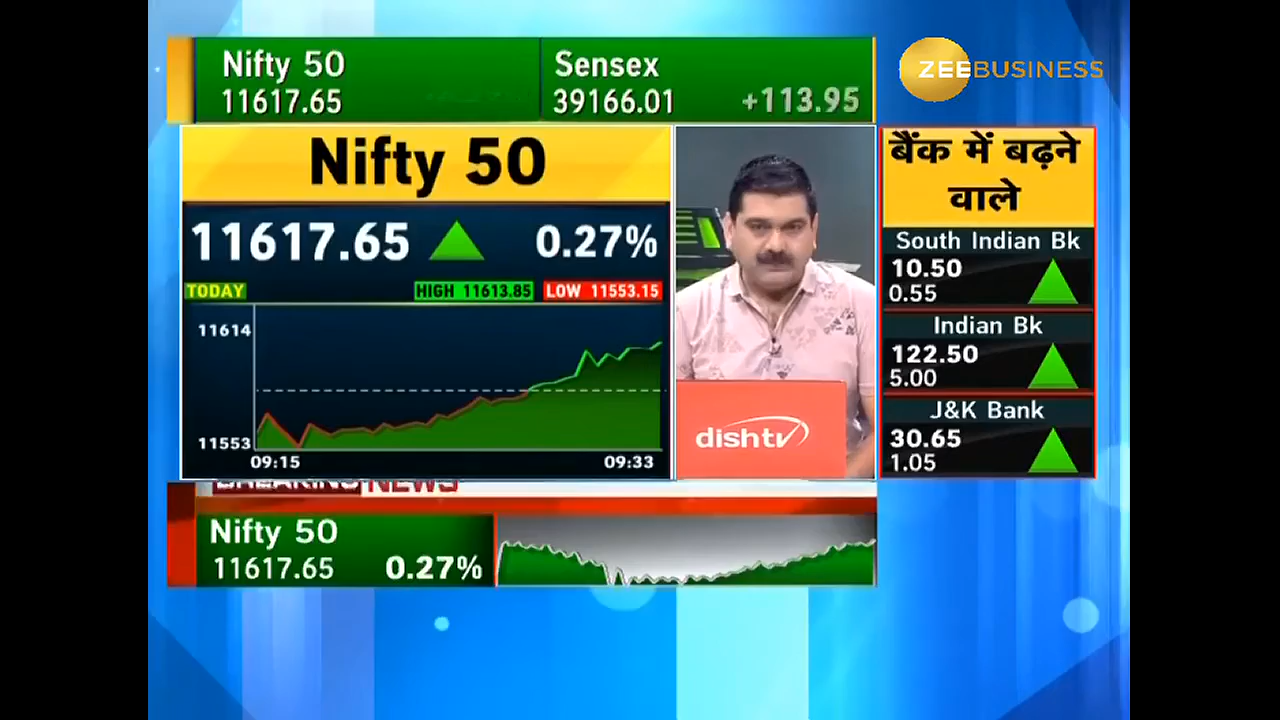 Nifty 50
11617.65
Sensex
39166.01 +113.95
ZEEBUSINESS
Nifty 50
11617.65 0.27%
TODAY
HIGH 11613.85 LOW 11553.15
11614
11553
09:15 09:33
dishtv
बैंक में बढ़ने
वाले
South Indian Bk
10.50
0.55
Indian Bk
122.50
5.00
J&K Bank
30.65
1.05
BREAKING NEWS
Nifty 50
11617.65 0.27%